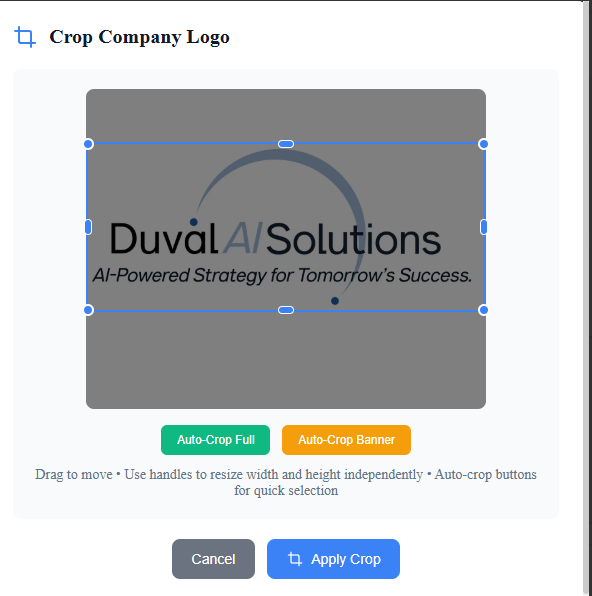 Crop Company Logo
Duval AI Solutions
AI-Powered Strategy for Tomorrow's Success.
Auto-Crop Full
Auto-Crop Banner
Drag to move • Use handles to resize width and height independently • Auto-crop buttons
for quick selection
Cancel
Apply Crop